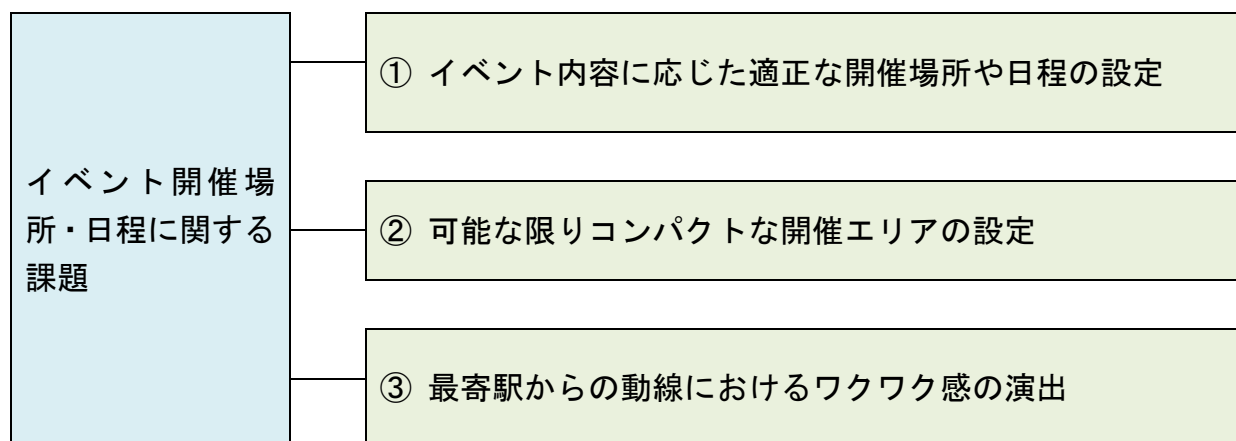 イベント開催場
所・日程に関する
課題
① イベント内容に応じた適正な開催場所や日程の設定
② 可能な限りコンパクトな開催エリアの設定
③ 最寄駅からの動線におけるワクワク感の演出